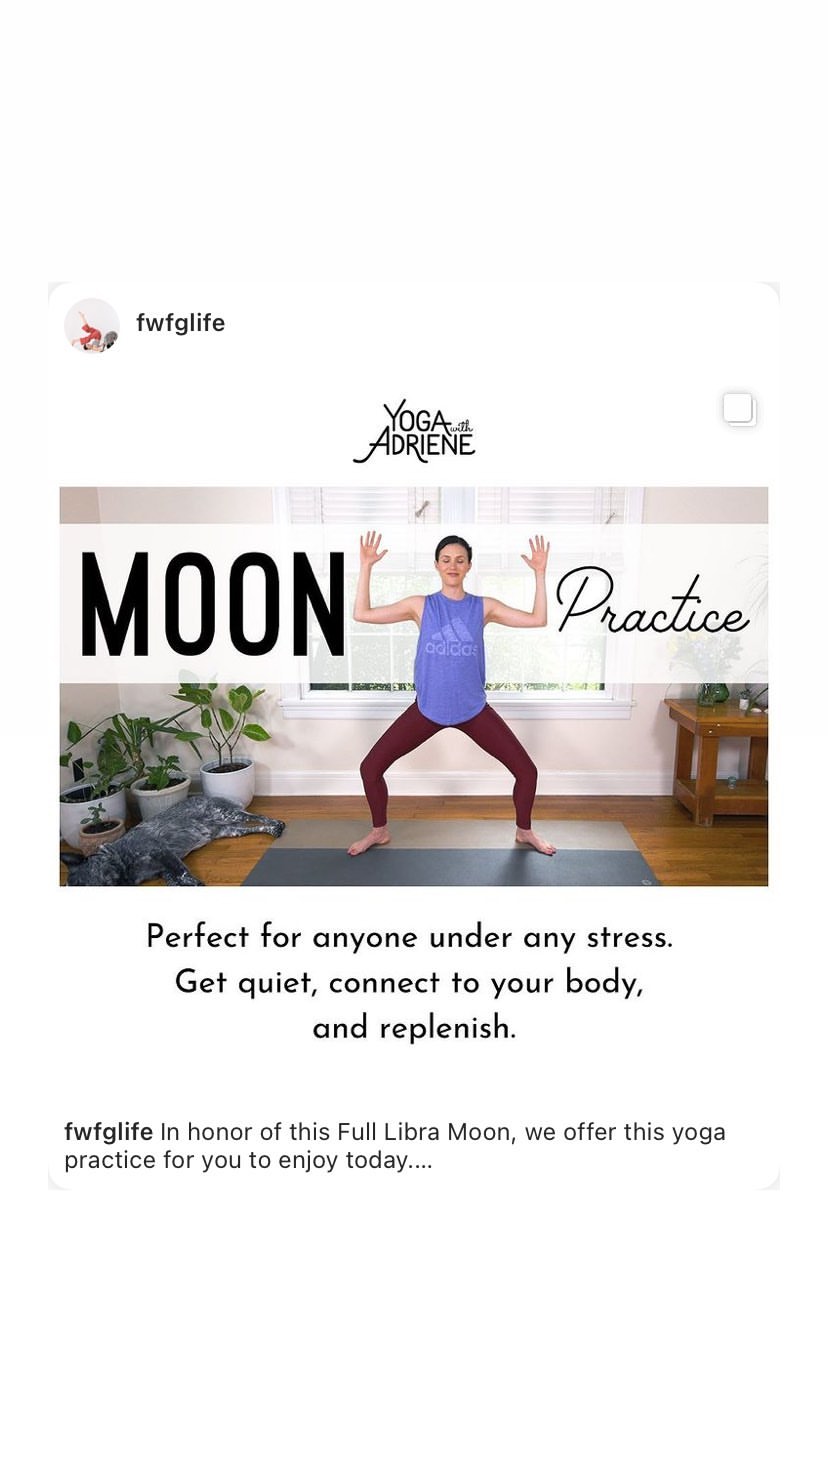 fwfglife
YOGA with
ADRIENE
MOON Practice
adidas
Perfect for anyone under any stress.
Get quiet, connect to your body,
and replenish.
fwfglife In honor of this Full Libra Moon, we offer this yoga
practice for you to enjoy today....